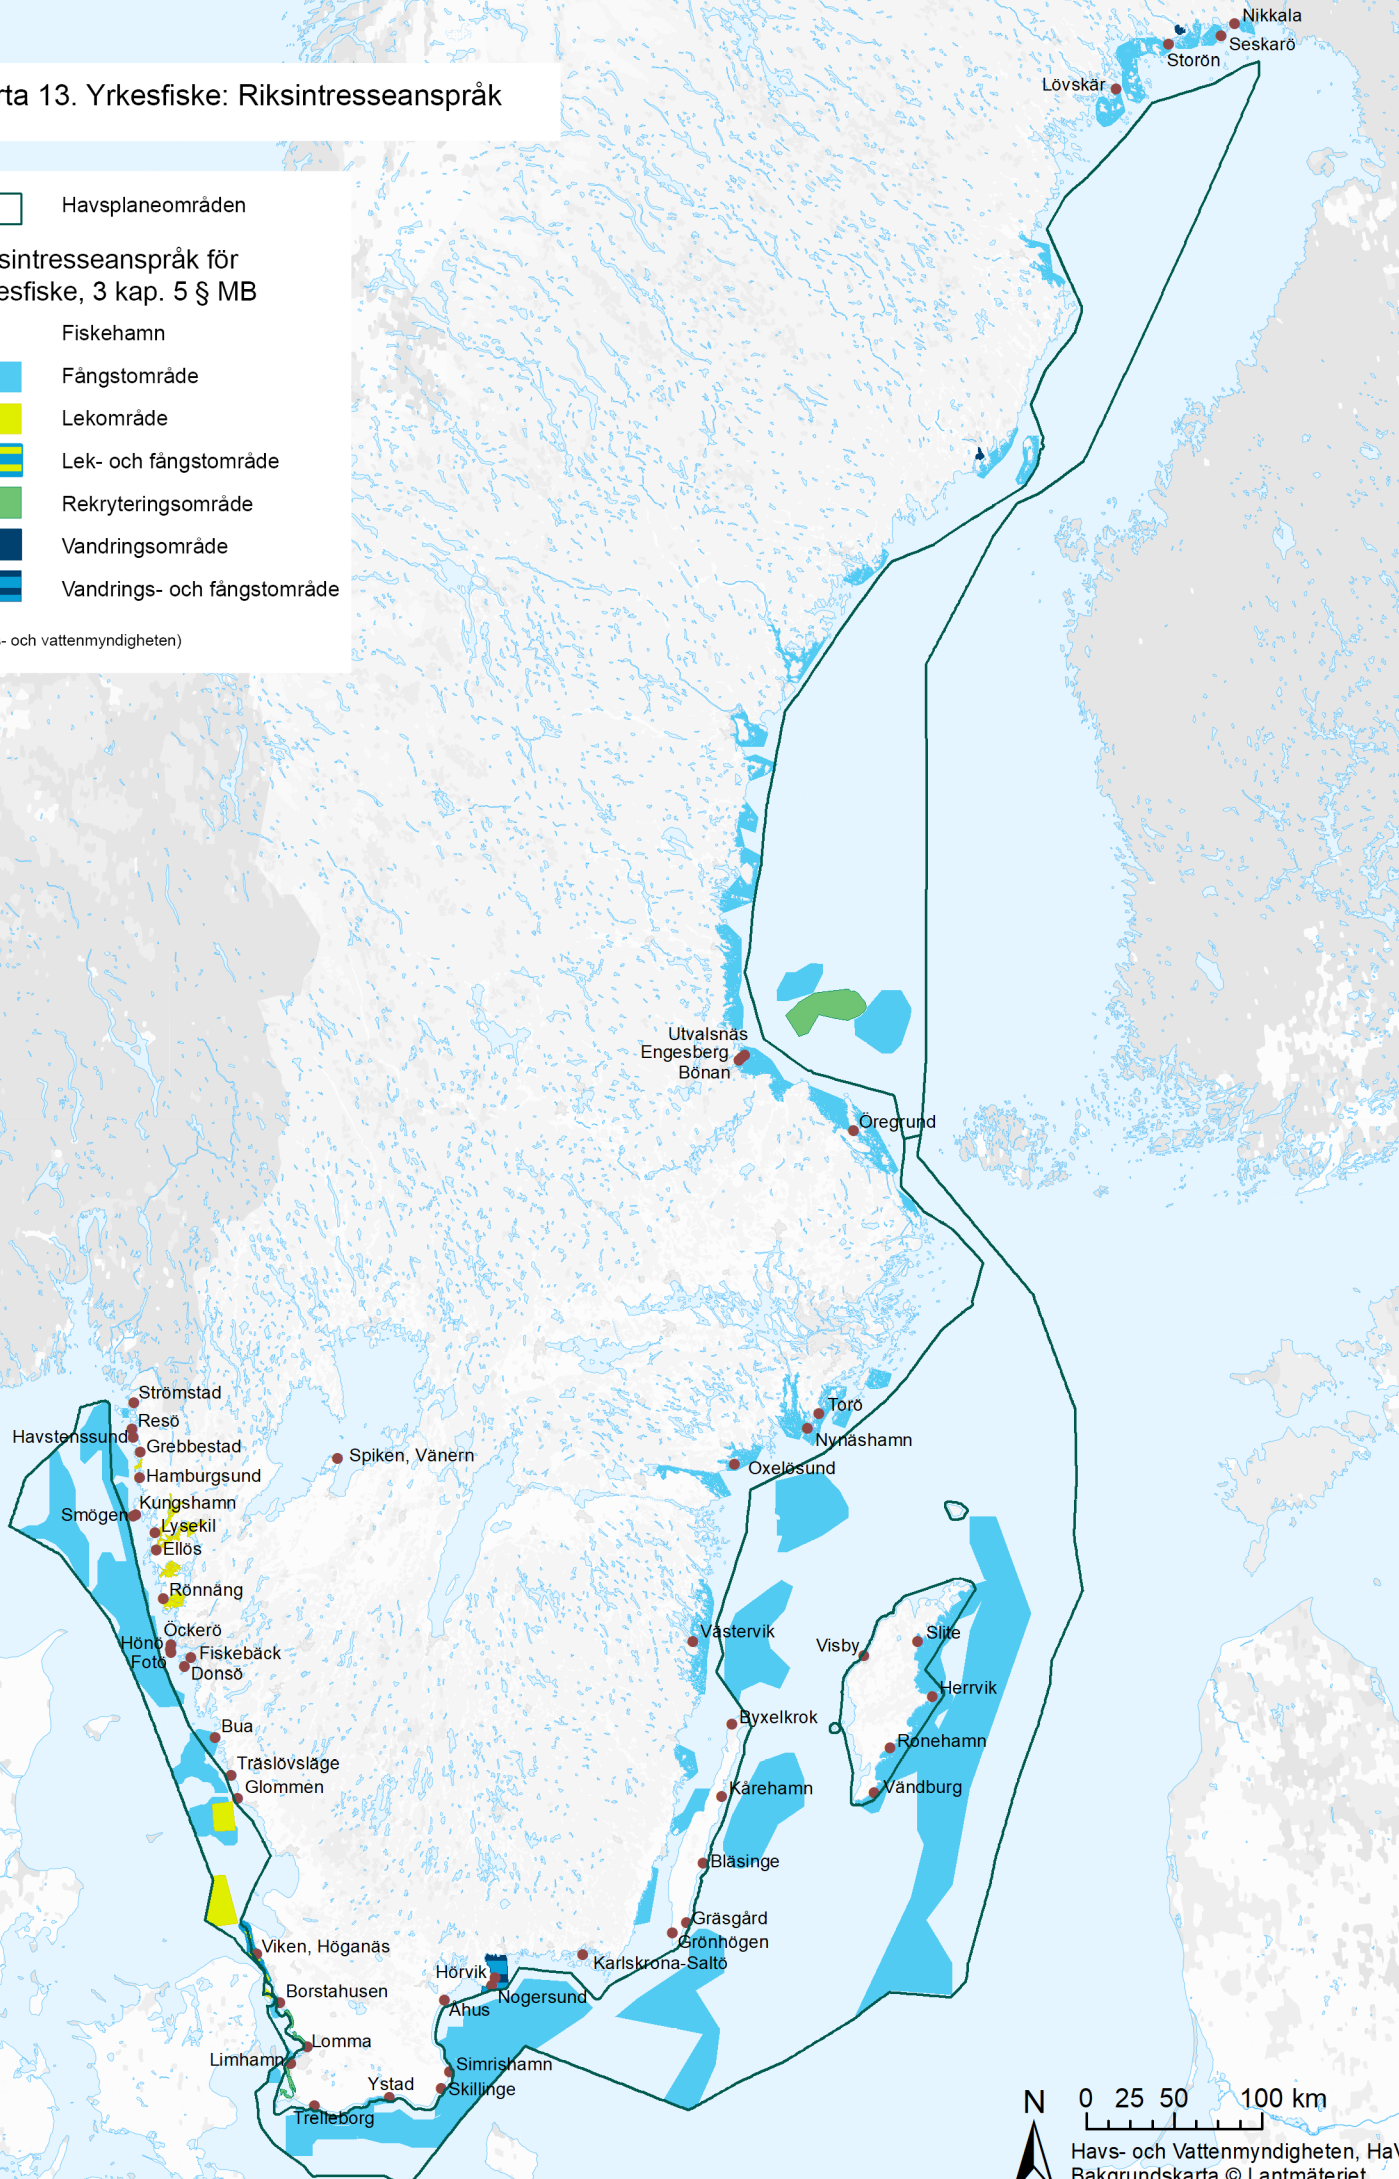 rta 13. Yrkesfiske: Riksintresseanspråk
Havsplaneområden
sintresseanspråk för
esfiske, 3 kap. 5 § MB
Fiskehamn
Fångstområde
Lekområde
Lek- och fångstområde
Rekryteringsområde
Vandringsområde
Vandrings- och fångstområde
- och vattenmyndigheten)
Nikkala
Seskarö
Storön
Lövskär
Utvalsnäs
Engesberg
Bönan
Öregrund
Strömstad
Resö
Havstenssund
Grebbestad
Hamburgsund
Kungshamn
Smögen
Lysekil
Ellös
Rönnäng
Öckerö
Hönö
Fotö
Fiskebäck
Donsö
Bua
Träslövsläge
Glommen
Spiken, Vänern
Torö
Nynäshamn
Oxelösund
Västervik
Visby
Slite
Herrvik
Ronehamn
Vändburg
Byxelkrok
Kårehamn
Bläsinge
Gräsgård
Grönhögen
Karlskrona-Saltö
Viken, Höganäs
Hörvik
Nogersund
Borstahusen
Åhus
Lomma
Limhamn
Simrishamn
Ystad
Skillinge
Trelleborg
N
0 25 50 100 km
Havs- och Vattenmyndigheten, HaV
Bakgrundskarta © Lantmäteriet